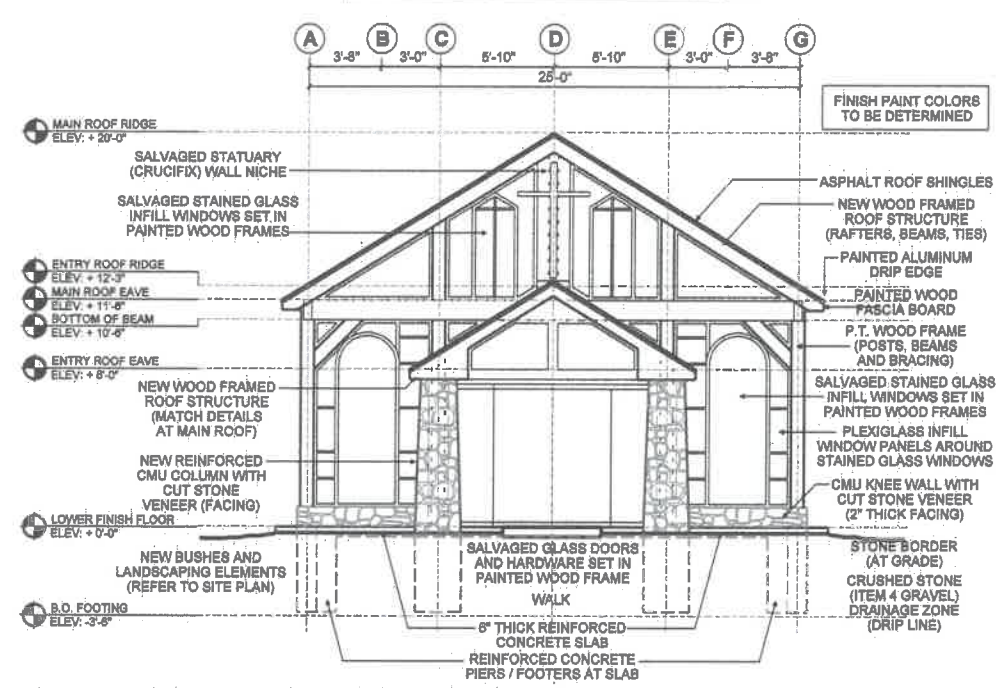 A B C D E F G
3'-8" 3'-0" 5'-10" 5'-10" 3'-0" 3'-8"
25'-0"
FINISH PAINT COLORS
TO BE DETERMINED
MAIN ROOF RIDGE
ELEV: + 20'-0"
SALVAGED STATUARY
(CRUCIFIX) WALL NICHE
SALVAGED STAINED GLASS
INFILL WINDOWS SET IN
PAINTED WOOD FRAMES
ENTRY ROOF RIDGE
ELEV: + 12'-3"
MAIN ROOF EAVE
ELEV: + 11'-6"
BOTTOM OF BEAM
ELEV: + 10'-6"
ENTRY ROOF EAVE
ELEV: + 8'-0"
NEW WOOD FRAMED
ROOF STRUCTURE
(MATCH DETAILS
AT MAIN ROOF)
NEW REINFORCED
CMU COLUMN WITH
CUT STONE
VENEER (FACING)
LOWER FINISH FLOOR
ELEV: + 0'-0"
NEW BUSHES AND
LANDSCAPING ELEMENTS
(REFER TO SITE PLAN)
B.O. FOOTING
ELEV: -3'-6"
ASPHALT ROOF SHINGLES
NEW WOOD FRAMED
ROOF STRUCTURE
(RAFTERS, BEAMS, TIES)
PAINTED ALUMINUM
DRIP EDGE
PAINTED WOOD
FASCIA BOARD
P.T. WOOD FRAME
(POSTS, BEAMS
AND BRACING)
SALVAGED STAINED GLASS
INFILL WINDOWS SET IN
PAINTED WOOD FRAMES
PLEXIGLASS INFILL
WINDOW PANELS AROUND
STAINED GLASS WINDOWS
CMU KNEE WALL WITH
CUT STONE VENEER
(2" THICK FACING)
STONE BORDER
(AT GRADE)
CRUSHED STONE
(ITEM 4 GRAVEL)
DRAINAGE ZONE
(DRIP LINE)
SALVAGED GLASS DOORS
AND HARDWARE SET IN
PAINTED WOOD FRAME
WALK
6" THICK REINFORCED
CONCRETE SLAB
REINFORCED CONCRETE
PIERS / FOOTERS AT SLAB